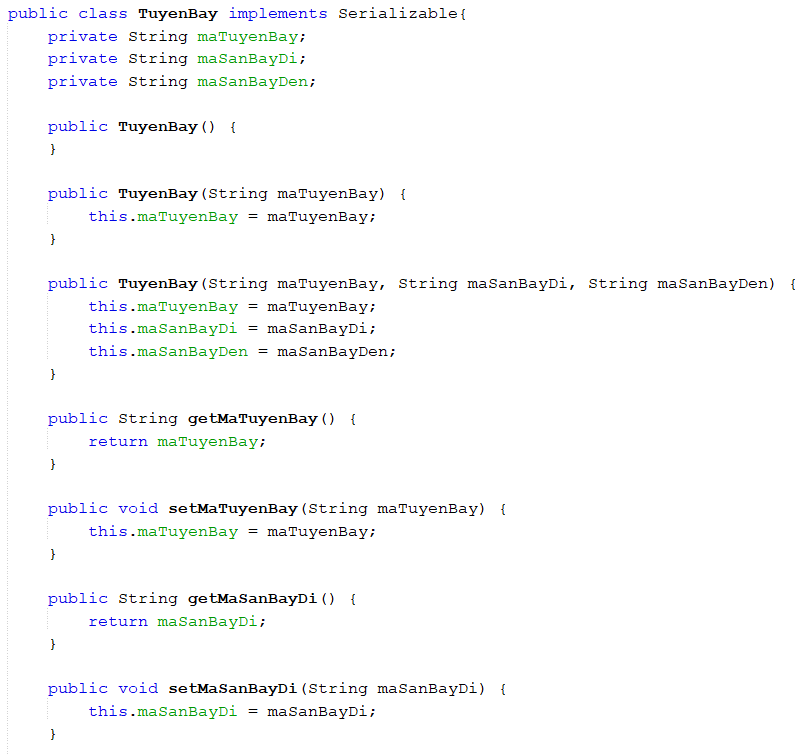 public class TuyenBay implements Serializable{
private String maTuyenBay;
private String maSanBayDi;
private String maSanBayDen;
public TuyenBay() {
}
public TuyenBay(String maTuyenBay) {
this.maTuyenBay = maTuyenBay;
}
public TuyenBay(String maTuyenBay, String maSanBayDi, String maSanBayDen) {
this.maTuyenBay = maTuyenBay;
this.maSanBayDi = maSanBayDi;
this.maSanBayDen = maSanBayDen;
}
public String getMaTuyenBay() {
return maTuyenBay;
}
public void setMaTuyenBay(String maTuyenBay) {
this.maTuyenBay = maTuyenBay;
}
public String getMaSanBayDi() {
return maSanBayDi;
}
public void setMaSanBayDi(String maSanBayDi) {
this.maSanBayDi = maSanBayDi;
}